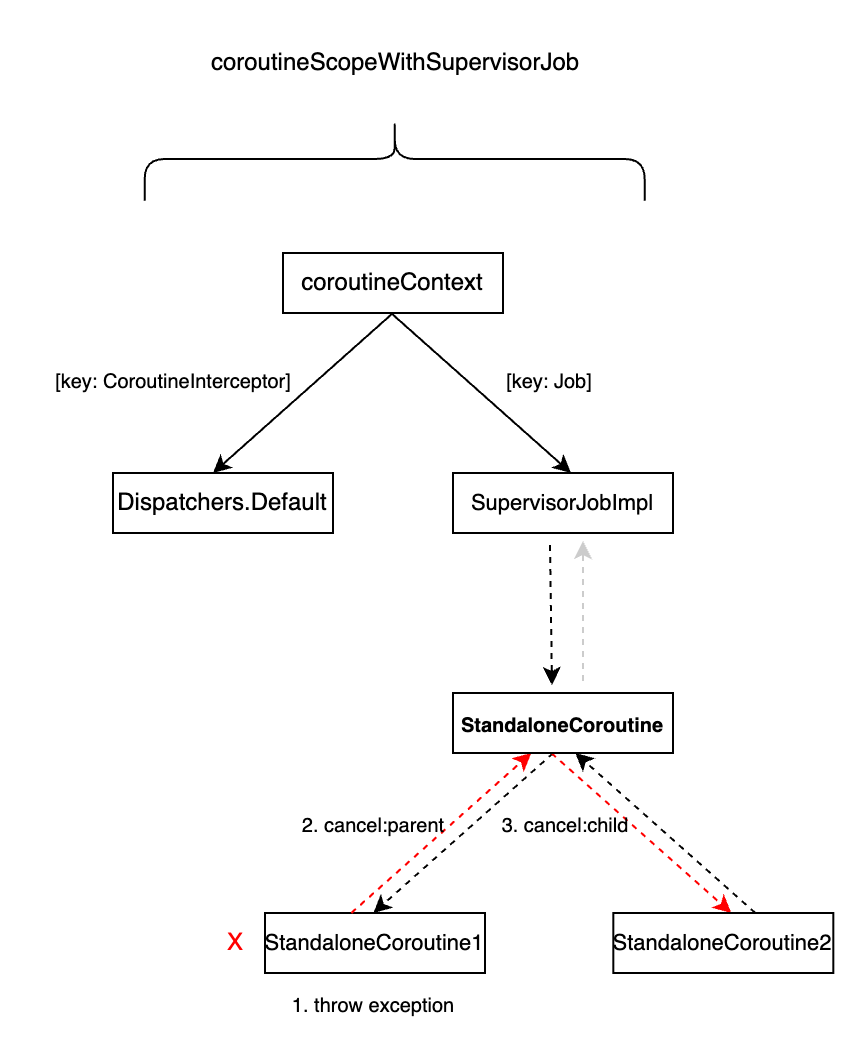 coroutineScopeWithSupervisorJob
coroutineContext
[key: CoroutineInterceptor]
[key: Job]
Dispatchers.Default
SupervisorJobImpl
StandaloneCoroutine
2. cancel:parent
3. cancel:child
X
StandaloneCoroutine1
StandaloneCoroutine2
1. throw exception